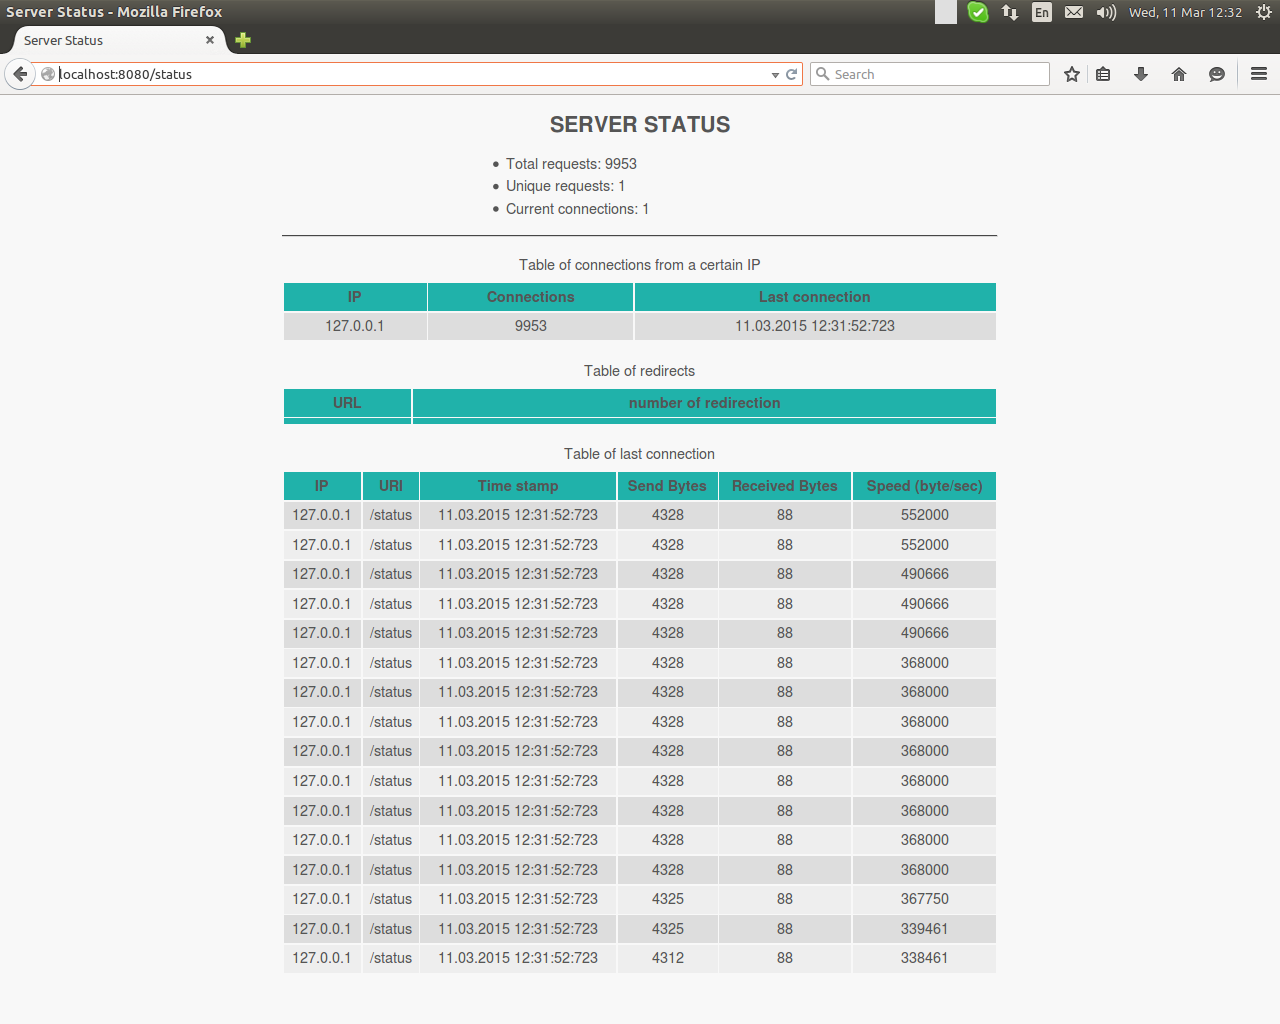 Server Status - Mozilla Firefox
En
Wed, 11 Mar 12:32
Server Status
localhost:8080/status
Search
SERVER STATUS
Total requests: 9953
Unique requests: 1
Current connections: 1
Table of connections from a certain IP
IP Connections Last connection
127.0.0.1 9953 11.03.2015 12:31:52:723
Table of redirects
URL number of redirection
Table of last connection
IP URI Time stamp Send Bytes Received Bytes Speed (byte/sec)
127.0.0.1 /status 11.03.2015 12:31:52:723 4328 88 552000
127.0.0.1 /status 11.03.2015 12:31:52:723 4328 88 552000
127.0.0.1 /status 11.03.2015 12:31:52:723 4328 88 490666
127.0.0.1 /status 11.03.2015 12:31:52:723 4328 88 490666
127.0.0.1 /status 11.03.2015 12:31:52:723 4328 88 490666
127.0.0.1 /status 11.03.2015 12:31:52:723 4328 88 368000
127.0.0.1 /status 11.03.2015 12:31:52:723 4328 88 368000
127.0.0.1 /status 11.03.2015 12:31:52:723 4328 88 368000
127.0.0.1 /status 11.03.2015 12:31:52:723 4328 88 368000
127.0.0.1 /status 11.03.2015 12:31:52:723 4328 88 368000
127.0.0.1 /status 11.03.2015 12:31:52:723 4328 88 368000
127.0.0.1 /status 11.03.2015 12:31:52:723 4328 88 368000
127.0.0.1 /status 11.03.2015 12:31:52:723 4328 88 368000
127.0.0.1 /status 11.03.2015 12:31:52:723 4325 88 367750
127.0.0.1 /status 11.03.2015 12:31:52:723 4325 88 339461
127.0.0.1 /status 11.03.2015 12:31:52:723 4312 88 338461